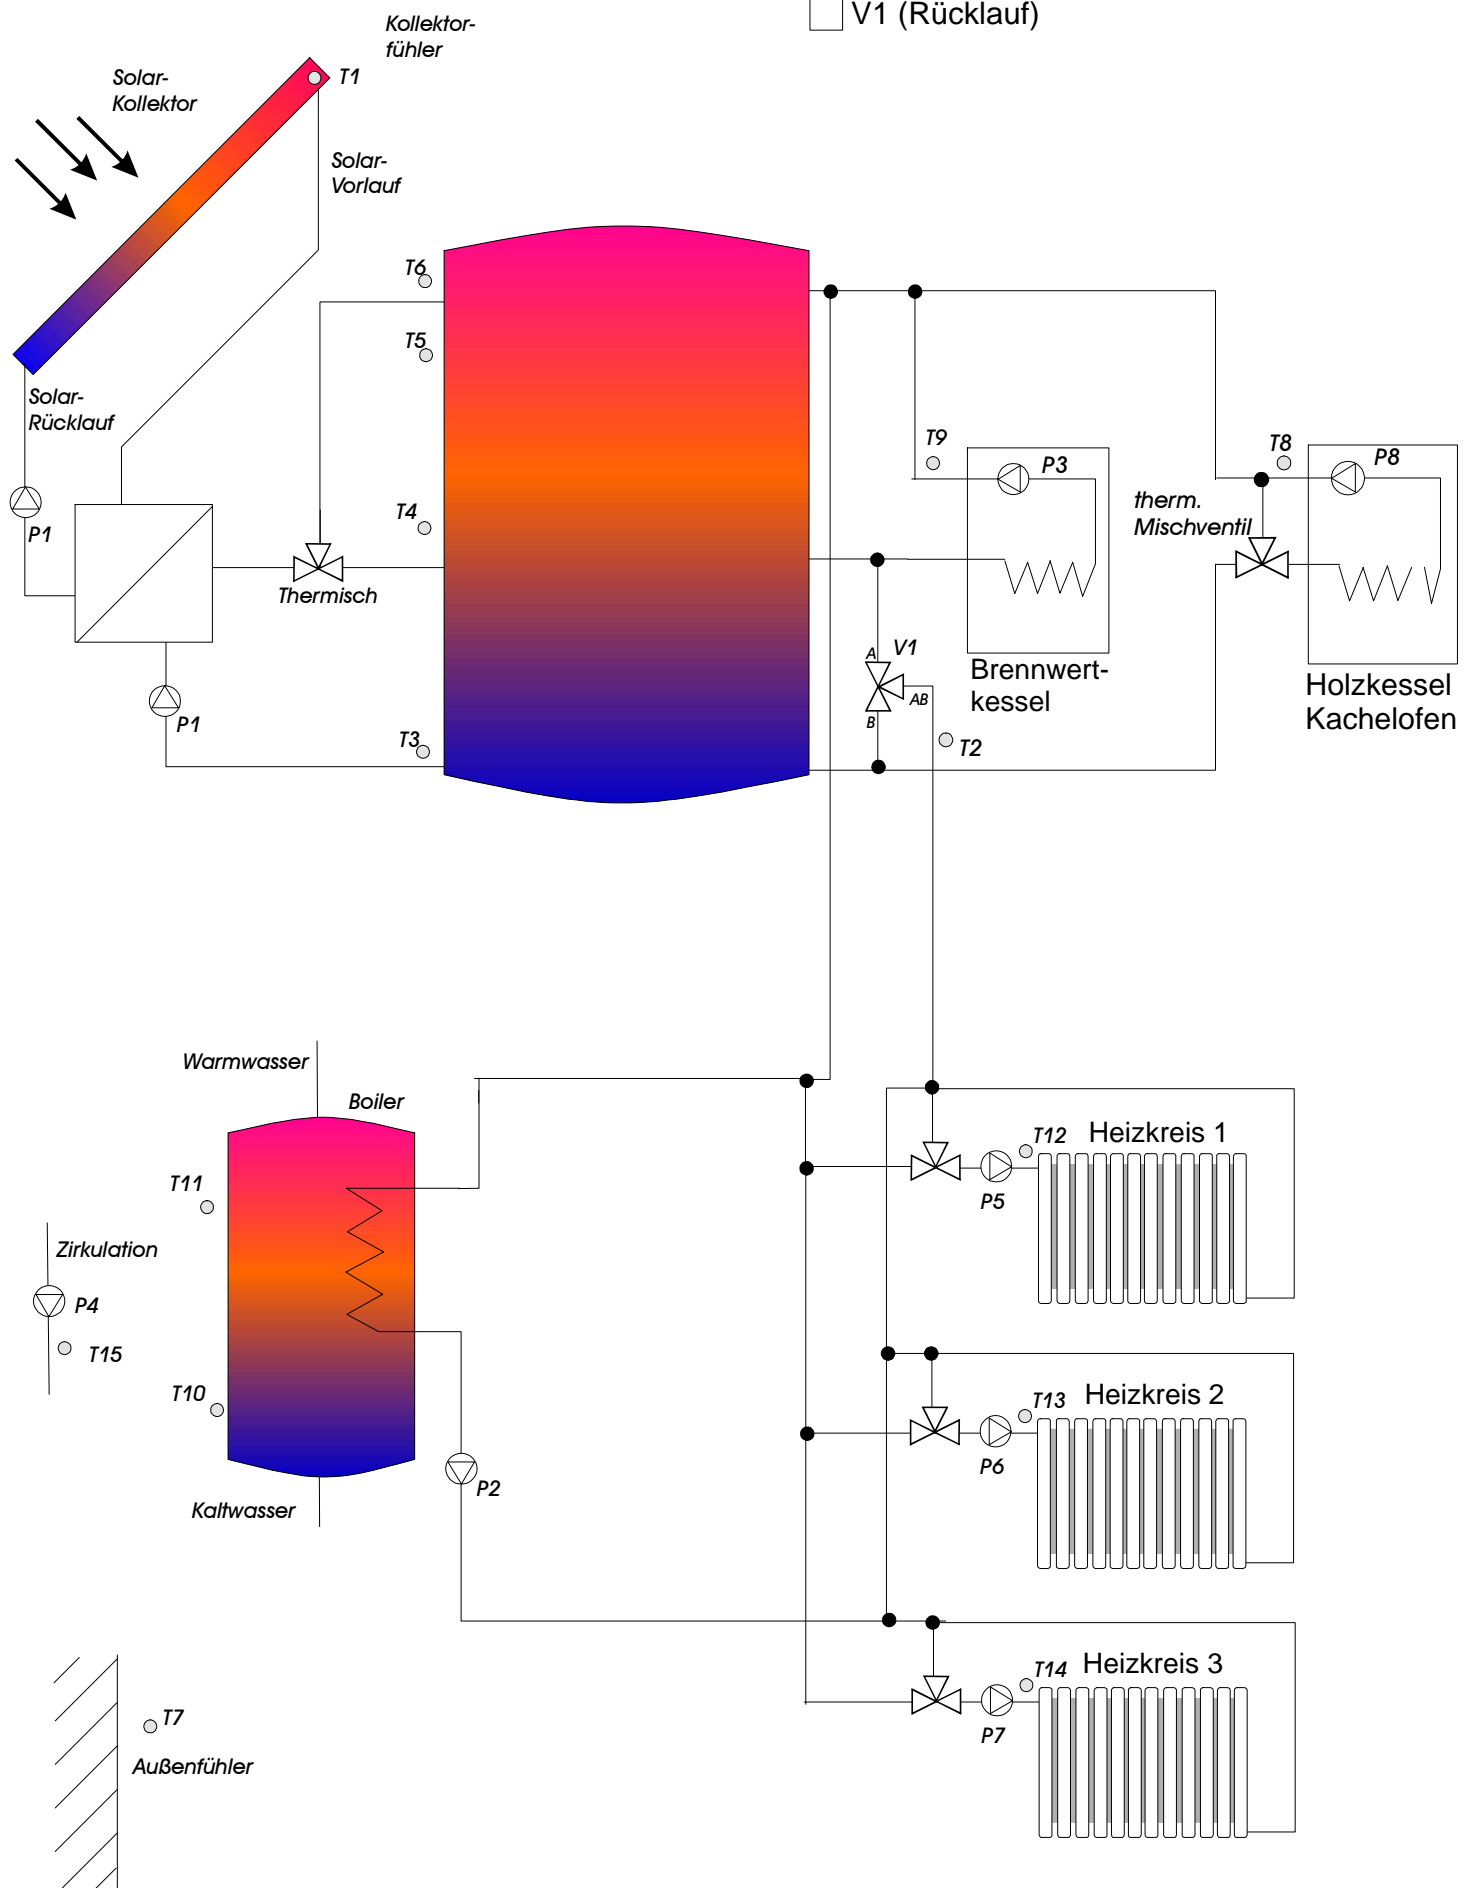 V1 (Rücklauf)
Kollektor-
fühler
T1
Solar-
Kollektor
Solar-
Vorlauf
T6
T5
Solar-
Rücklauf
P1
T4
Thermisch
P1
T3
T9
P3
T8
P8
therm.
Mischventil
A
V1
AB
B
T2
Brennwert-
kessel
Holzkessel
Kachelofen
Warmwasser
Boiler
T11
Zirkulation
P4
T15
T10
P2
Kaltwasser
T12
Heizkreis 1
P5
T13
Heizkreis 2
P6
T14
Heizkreis 3
P7
T7
Außenfühler